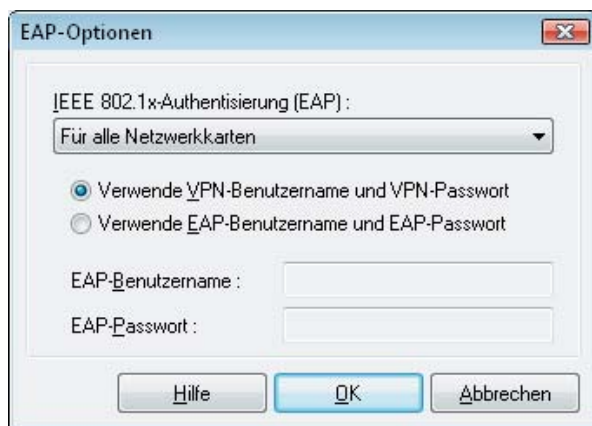 EAP-Optionen
IEEE 802.1x-Authentisierung (EAP) :
Für alle Netzwerkkarten
Verwende VPN-Benutzername und VPN-Passwort
Verwende EAP-Benutzername und EAP-Passwort
EAP-Benutzername :
EAP-Passwort :
Hilfe OK Abbrechen